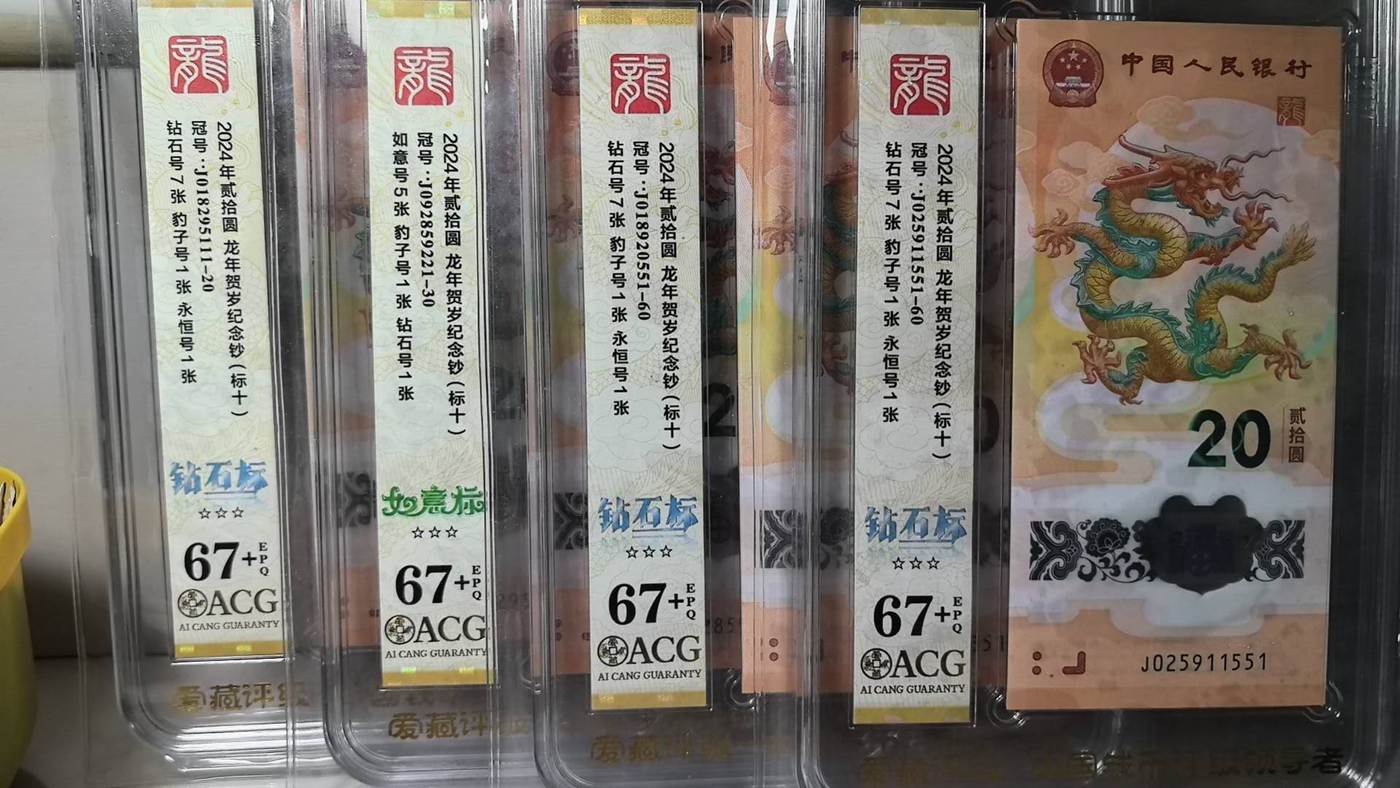 龍
2024年贰拾圆 龙年贺岁纪念钞(标十)
冠号:J018295111-20
钻石号7张 豹子号1张 永恒号1张
钻石标
☆☆☆
67+EPQ
ACG
AI CANG GUARANTY
爱藏评级
龍
2024年贰拾圆 龙年贺岁纪念钞(标十)
冠号:J092859221-30
如意号5张 豹子号1张 钻石号1张
如意标
☆☆☆
67+EPQ
ACG
AI CANG GUARANTY
爱藏评级
龍
2024年贰拾圆 龙年贺岁纪念钞(标十)
冠号:J018920551-60
钻石号7张 豹子号1张 永恒号1张
钻石标
☆☆☆
67+EPQ
ACG
AI CANG GUARANTY
爱藏评级
龍
2024年贰拾圆 龙年贺岁纪念钞(标十)
冠号:J025911551-60
钻石号7张 豹子号1张 永恒号1张
钻石标
☆☆☆
67+EPQ
ACG
AI CANG GUARANTY
中国人民银行
龍
20
贰拾圆
J025911551